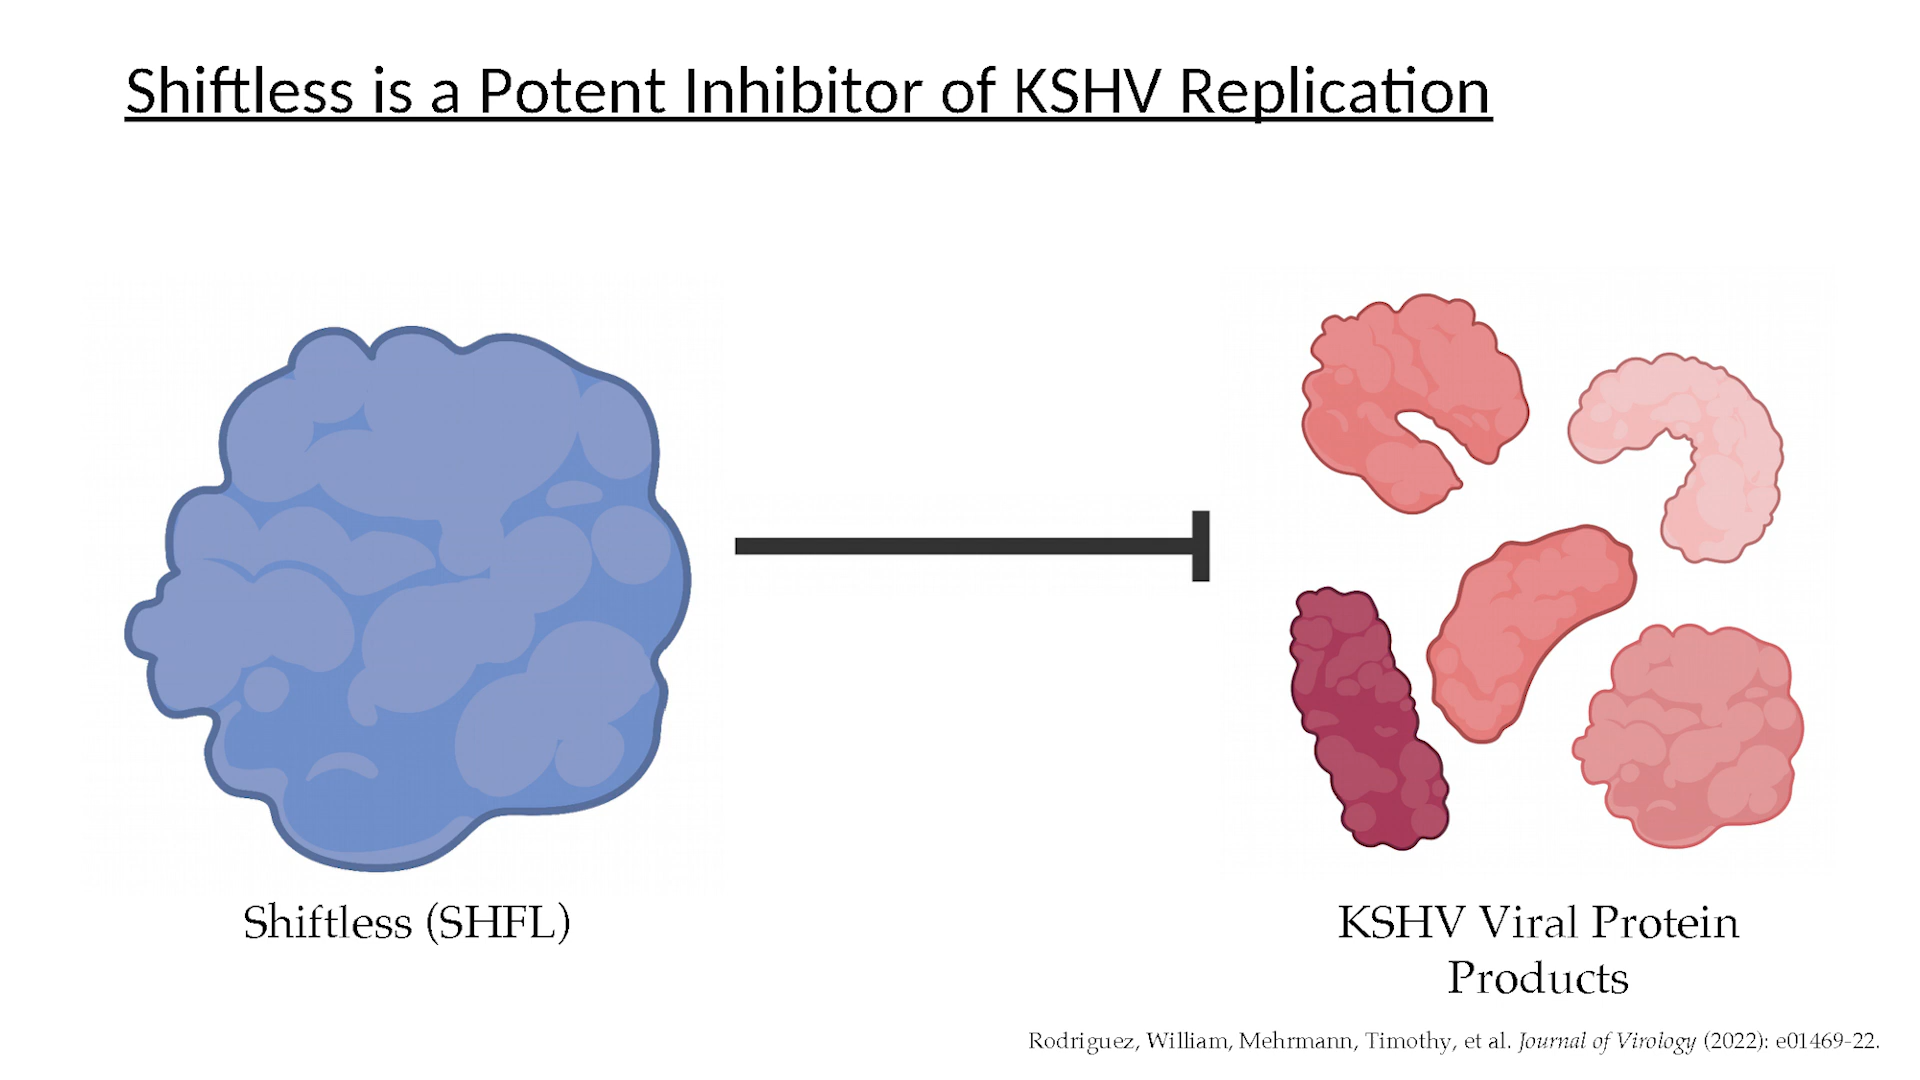 Shiftless is a Potent Inhibitor of KSHV Replication
Shiftless (SHFL)
KSHV Viral Protein
Products
Rodriguez, William, Mehrmann, Timothy, et al. Journal of Virology (2022): e01469-22.